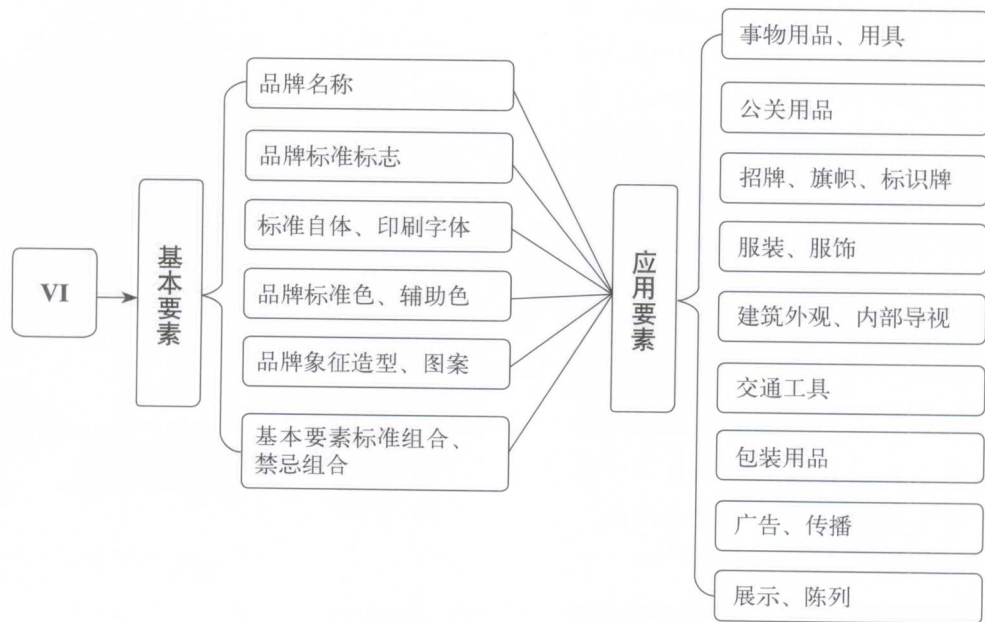 VI
基本要素
品牌名称
品牌标准标志
标准自体、印刷字体
品牌标准色、辅助色
品牌象征造型、图案
基本要素标准组合、
禁忌组合
应用要素
事物用品、用具
公关用品
招牌、旗帜、标识牌
服装、服饰
建筑外观、内部导视
交通工具
包装用品
广告、传播
展示、陈列